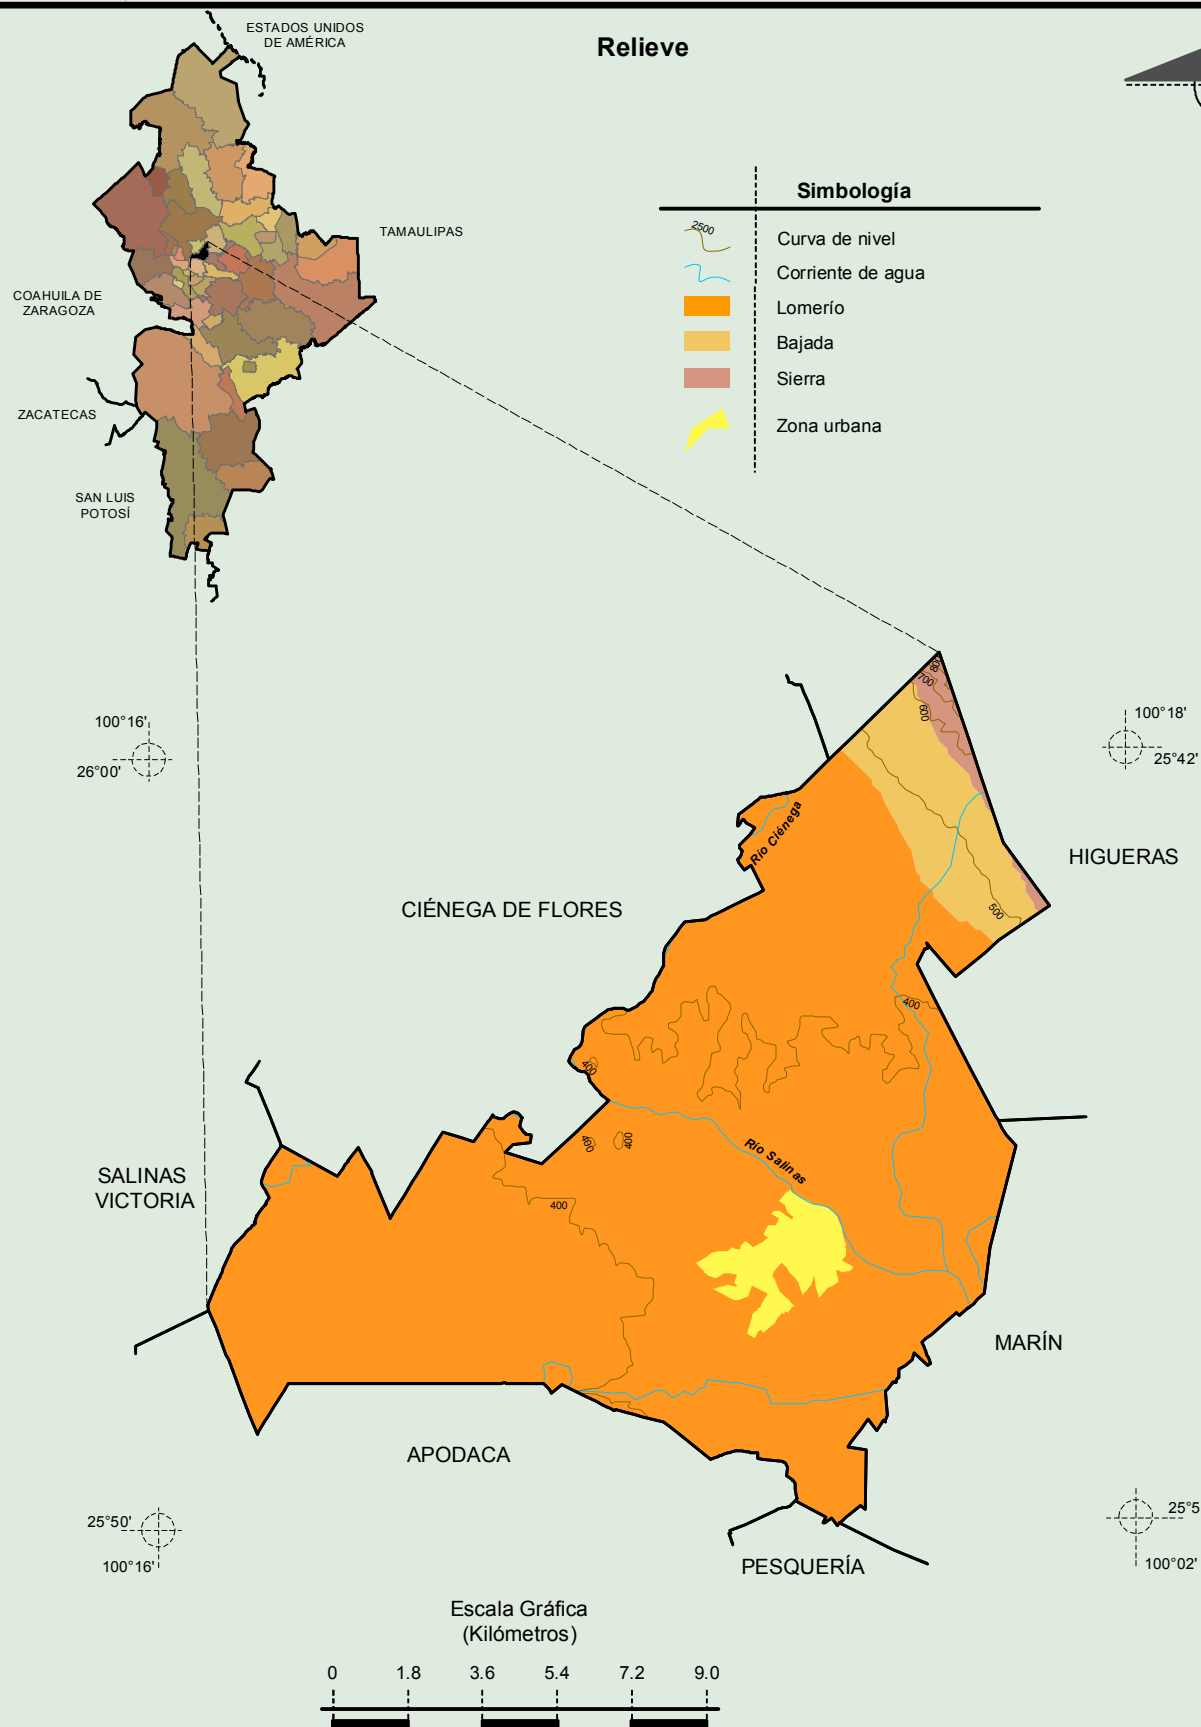 ESTADOS UNIDOS
DE AMÉRICA
Relieve
TAMAULIPAS
COAHUILA DE
ZARAGOZA
ZACATECAS
SAN LUIS
POTOSÍ
Simbología
2500
Curva de nivel
Corriente de agua
Lomerío
Bajada
Sierra
Zona urbana
100°16'
26°00'
100°18'
25°42'
700
600
500
Río Ciénega
HIGUERAS
CIÉNEGA DE FLORES
400
400
400
400
Río Salinas
400
SALINAS
VICTORIA
MARÍN
APODACA
PESQUERÍA
25°50'
100°16'
100°02'
Escala Gráfica
(Kilómetros)
0 1.8 3.6 5.4 7.2 9.0